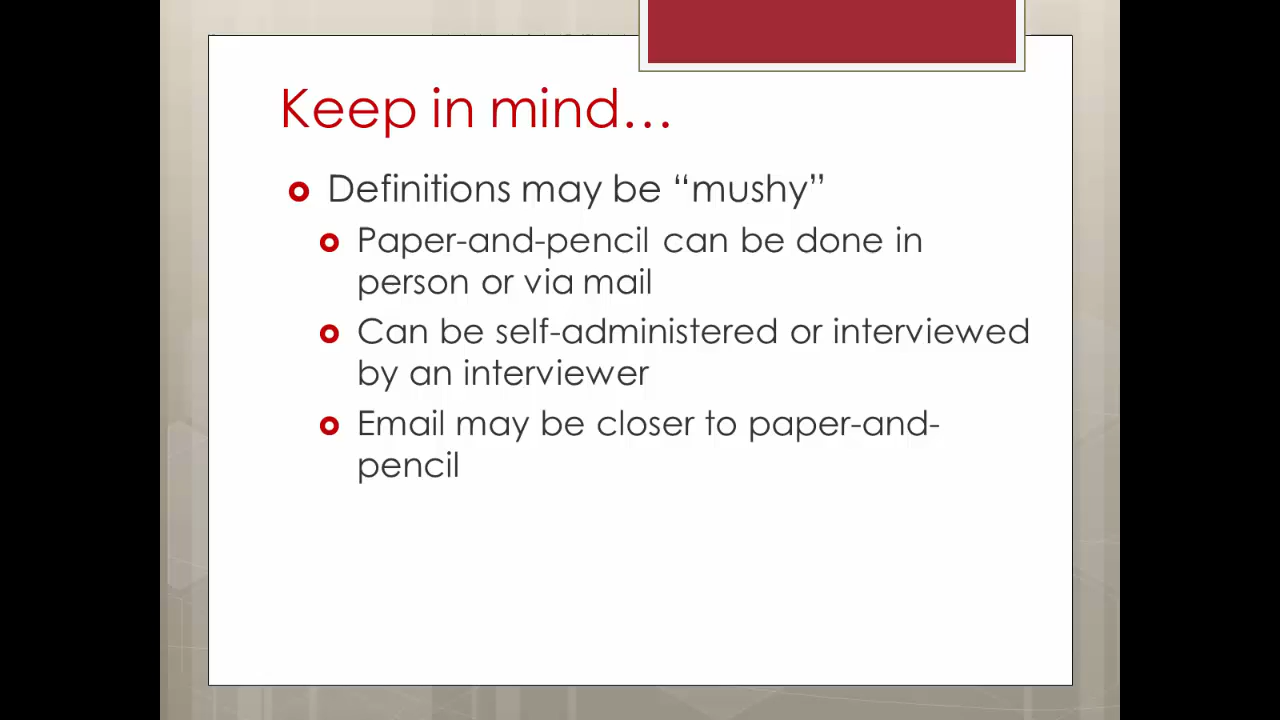 Keep in mind…
Definitions may be “mushy”
Paper-and-pencil can be done in
person or via mail
Can be self-administered or interviewed
by an interviewer
Email may be closer to paper-and-
pencil